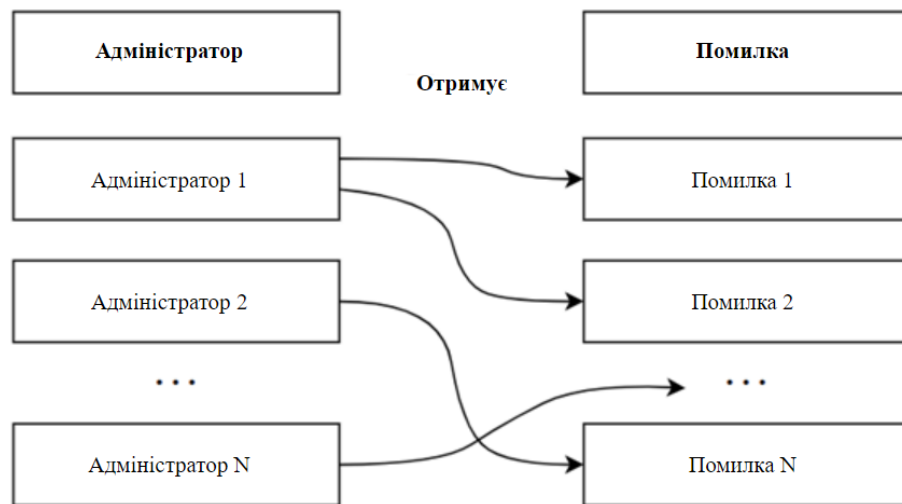 Адміністратор
Помилка
Отримує
Адміністратор 1
Помилка 1
Адміністратор 2
Помилка 2
...
...
Адміністратор N
Помилка N